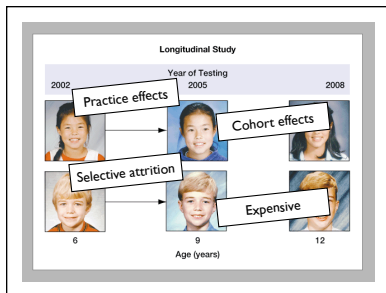 Longitudinal Study
Year of Testing
2002 2005 2008
Practice effects
Cohort effects
Selective attrition
Expensive
6 9 12
Age (years)